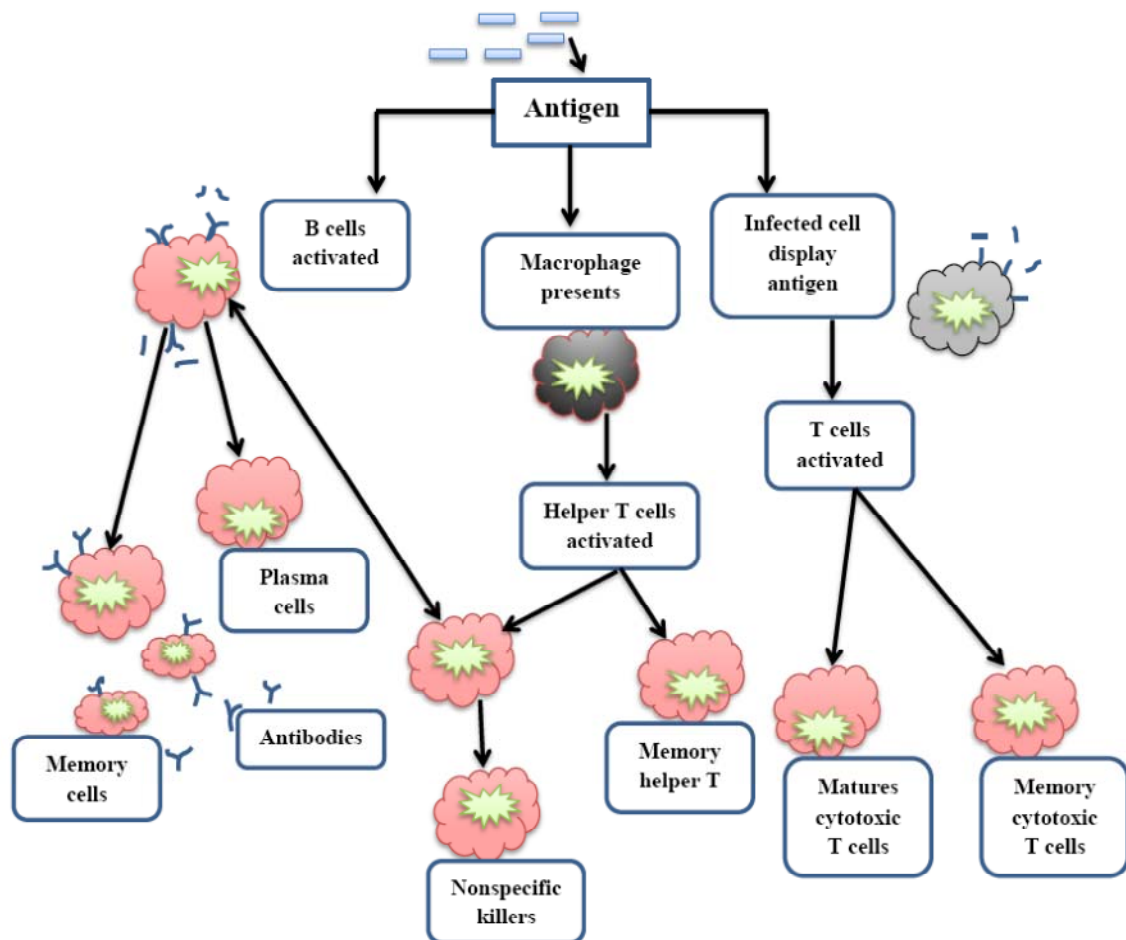 Antigen
B cells
activated
Macrophage
presents
Infected cell
display
antigen
T cells
activated
Helper T cells
activated
Plasma
cells
Antibodies
Memory
cells
Memory
helper T
Matures
cytotoxic
T cells
Memory
cytotoxic
T cells
Nonspecific
killers